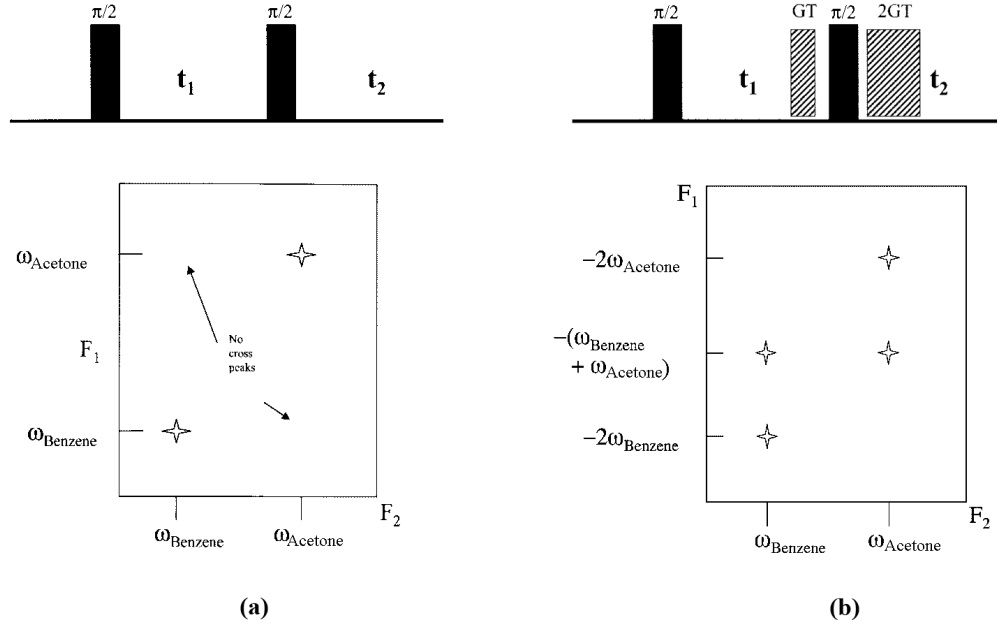 π/2 π/2
t1 t2
ωAcetone
No
cross
peaks
F1
ωBenzene
F2
ωBenzene ωAcetone
(a)
π/2 GT π/2 2GT
t1 t2
F1
−2ωAcetone
−(ωBenzene
+ ωAcetone)
−2ωBenzene
F2
ωBenzene ωAcetone
(b)